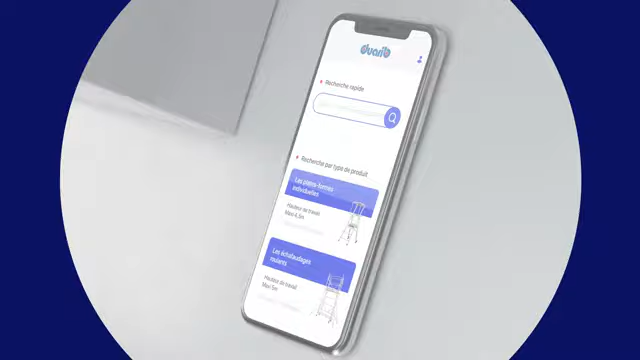 duarib
Recherche rapide
Recherche par type de produit
Les plates-formes
individuelles
Hauteur de travail
Maxi 4,5m
Les échafaudages
roulants
Hauteur de travail
Maxi 5m